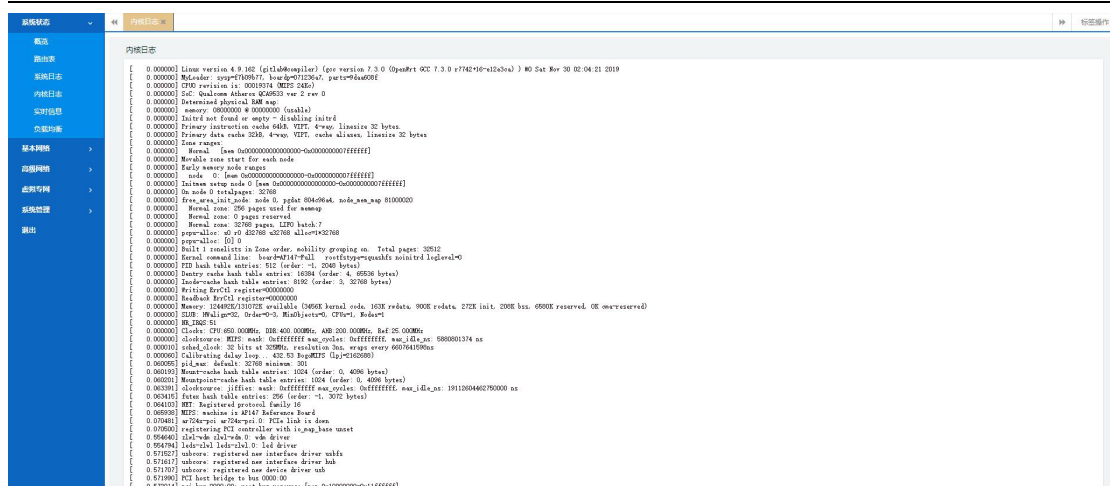 系统状态
概览
路由表
系统日志
内核日志
实时信息
负载均衡
基本网络
高级网络
虚拟专网
系统管理
退出
内核日志
标签操作
内核日志
[ 0.000000] Linux version 4.9.162 (gitlab@compiler) (gcc version 7.3.0 (OpenWrt GCC 7.3.0 r7742+16-e12e3ca) ) #0 Sat Nov 30 02:04:21 2019
[ 0.000000] MyLoader: sysp=f7b09b77, boardp=071236a7, parts=9daa608f
[ 0.000000] CPU0 revision is: 00019374 (MIPS 24Kc)
[ 0.000000] SoC: Qualcomm Atheros QCA9533 ver 2 rev 0
[ 0.000000] Determined physical RAM map:
[ 0.000000] memory: 08000000 @ 00000000 (usable)
[ 0.000000] Initrd not found or empty - disabling initrd
[ 0.000000] Primary instruction cache 64kB, VIPT, 4-way, linesize 32 bytes.
[ 0.000000] Primary data cache 32kB, 4-way, VIPT, cache aliases, linesize 32 bytes
[ 0.000000] Zone ranges:
[ 0.000000] Normal [mem 0x0000000000000000-0x0000000007ffffff]
[ 0.000000] Movable zone start for each node
[ 0.000000] Early memory node ranges
[ 0.000000] node 0: [mem 0x0000000000000000-0x0000000007ffffff]
[ 0.000000] Initmem setup node 0 [mem 0x0000000000000000-0x0000000007ffffff]
[ 0.000000] On node 0 totalpages: 32768
[ 0.000000] free_area_init_node: node 0, pgdat 804c96a4, node_mem_map 81000020
[ 0.000000] Normal zone: 256 pages used for memmap
[ 0.000000] Normal zone: 0 pages reserved
[ 0.000000] Normal zone: 32768 pages, LIFO batch:7
[ 0.000000] pcpu-alloc: s0 r0 d32768 u32768 alloc=1*32768
[ 0.000000] pcpu-alloc: [0] 0
[ 0.000000] Built 1 zonelists in Zone order, mobility grouping on. Total pages: 32512
[ 0.000000] Kernel command line: board=AP147-Full rootfstype=squashfs noinitrd loglevel=0
[ 0.000000] PID hash table entries: 512 (order: -1, 2048 bytes)
[ 0.000000] Dentry cache hash table entries: 16384 (order: 4, 65536 bytes)
[ 0.000000] Inode-cache hash table entries: 8192 (order: 3, 32768 bytes)
[ 0.000000] Writing ErrCtl register=00000000
[ 0.000000] Readback ErrCtl register=00000000
[ 0.000000] Memory: 124492K/131072K available (3456K kernel code, 163K rwdata, 900K rodata, 272K init, 208K bss, 6580K reserved, 0K cma-reserved)
[ 0.000000] SLUB: HWalign=32, Order=0-3, MinObjects=0, CPUs=1, Nodes=1
[ 0.000000] NR_IRQS:51
[ 0.000000] Clocks: CPU:650.000MHz, DDR:400.000MHz, AHB:200.000MHz, Ref:25.000MHz
[ 0.000000] clocksource: MIPS: mask: 0xffffffff max_cycles: 0xffffffff, max_idle_ns: 5880801374 ns
[ 0.000010] sched_clock: 32 bits at 325MHz, resolution 3ns, wraps every 6607641598ns
[ 0.000060] Calibrating delay loop... 432.53 BogoMIPS (lpj=2162688)
[ 0.060055] pid_max: default: 32768 minimum: 301
[ 0.060193] Mount-cache hash table entries: 1024 (order: 0, 4096 bytes)
[ 0.060201] Mountpoint-cache hash table entries: 1024 (order: 0, 4096 bytes)
[ 0.063391] clocksource: jiffies: mask: 0xffffffff max_cycles: 0xffffffff, max_idle_ns: 19112604462750000 ns
[ 0.063415] futex hash table entries: 256 (order: -1, 3072 bytes)
[ 0.064103] NET: Registered protocol family 16
[ 0.065938] MIPS: machine is AP147 Reference Board
[ 0.070481] ar724x-pci ar724x-pci.0: PCIe link is down
[ 0.070500] registering PCI controller with io_map_base unset
[ 0.554640] zlwl-wdm zlwl-wdm.0: wdm driver
[ 0.554794] leds-zlwl leds-zlwl.0: led driver
[ 0.571527] usbcore: registered new interface driver usbfs
[ 0.571617] usbcore: registered new interface driver hub
[ 0.571707] usbcore: registered new device driver usb
[ 0.571990] PCI host bridge to bus 0000:00